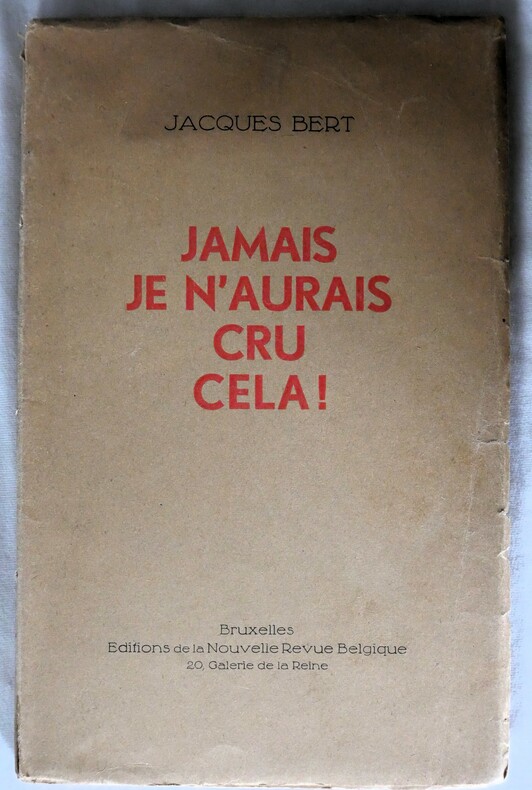 JACQUES BERT
JAMAIS
JE N'AURAIS
CRU
CELA!
Bruxelles
Editions de la Nouvelle Revue Belgique
20, Galerie de la Reine